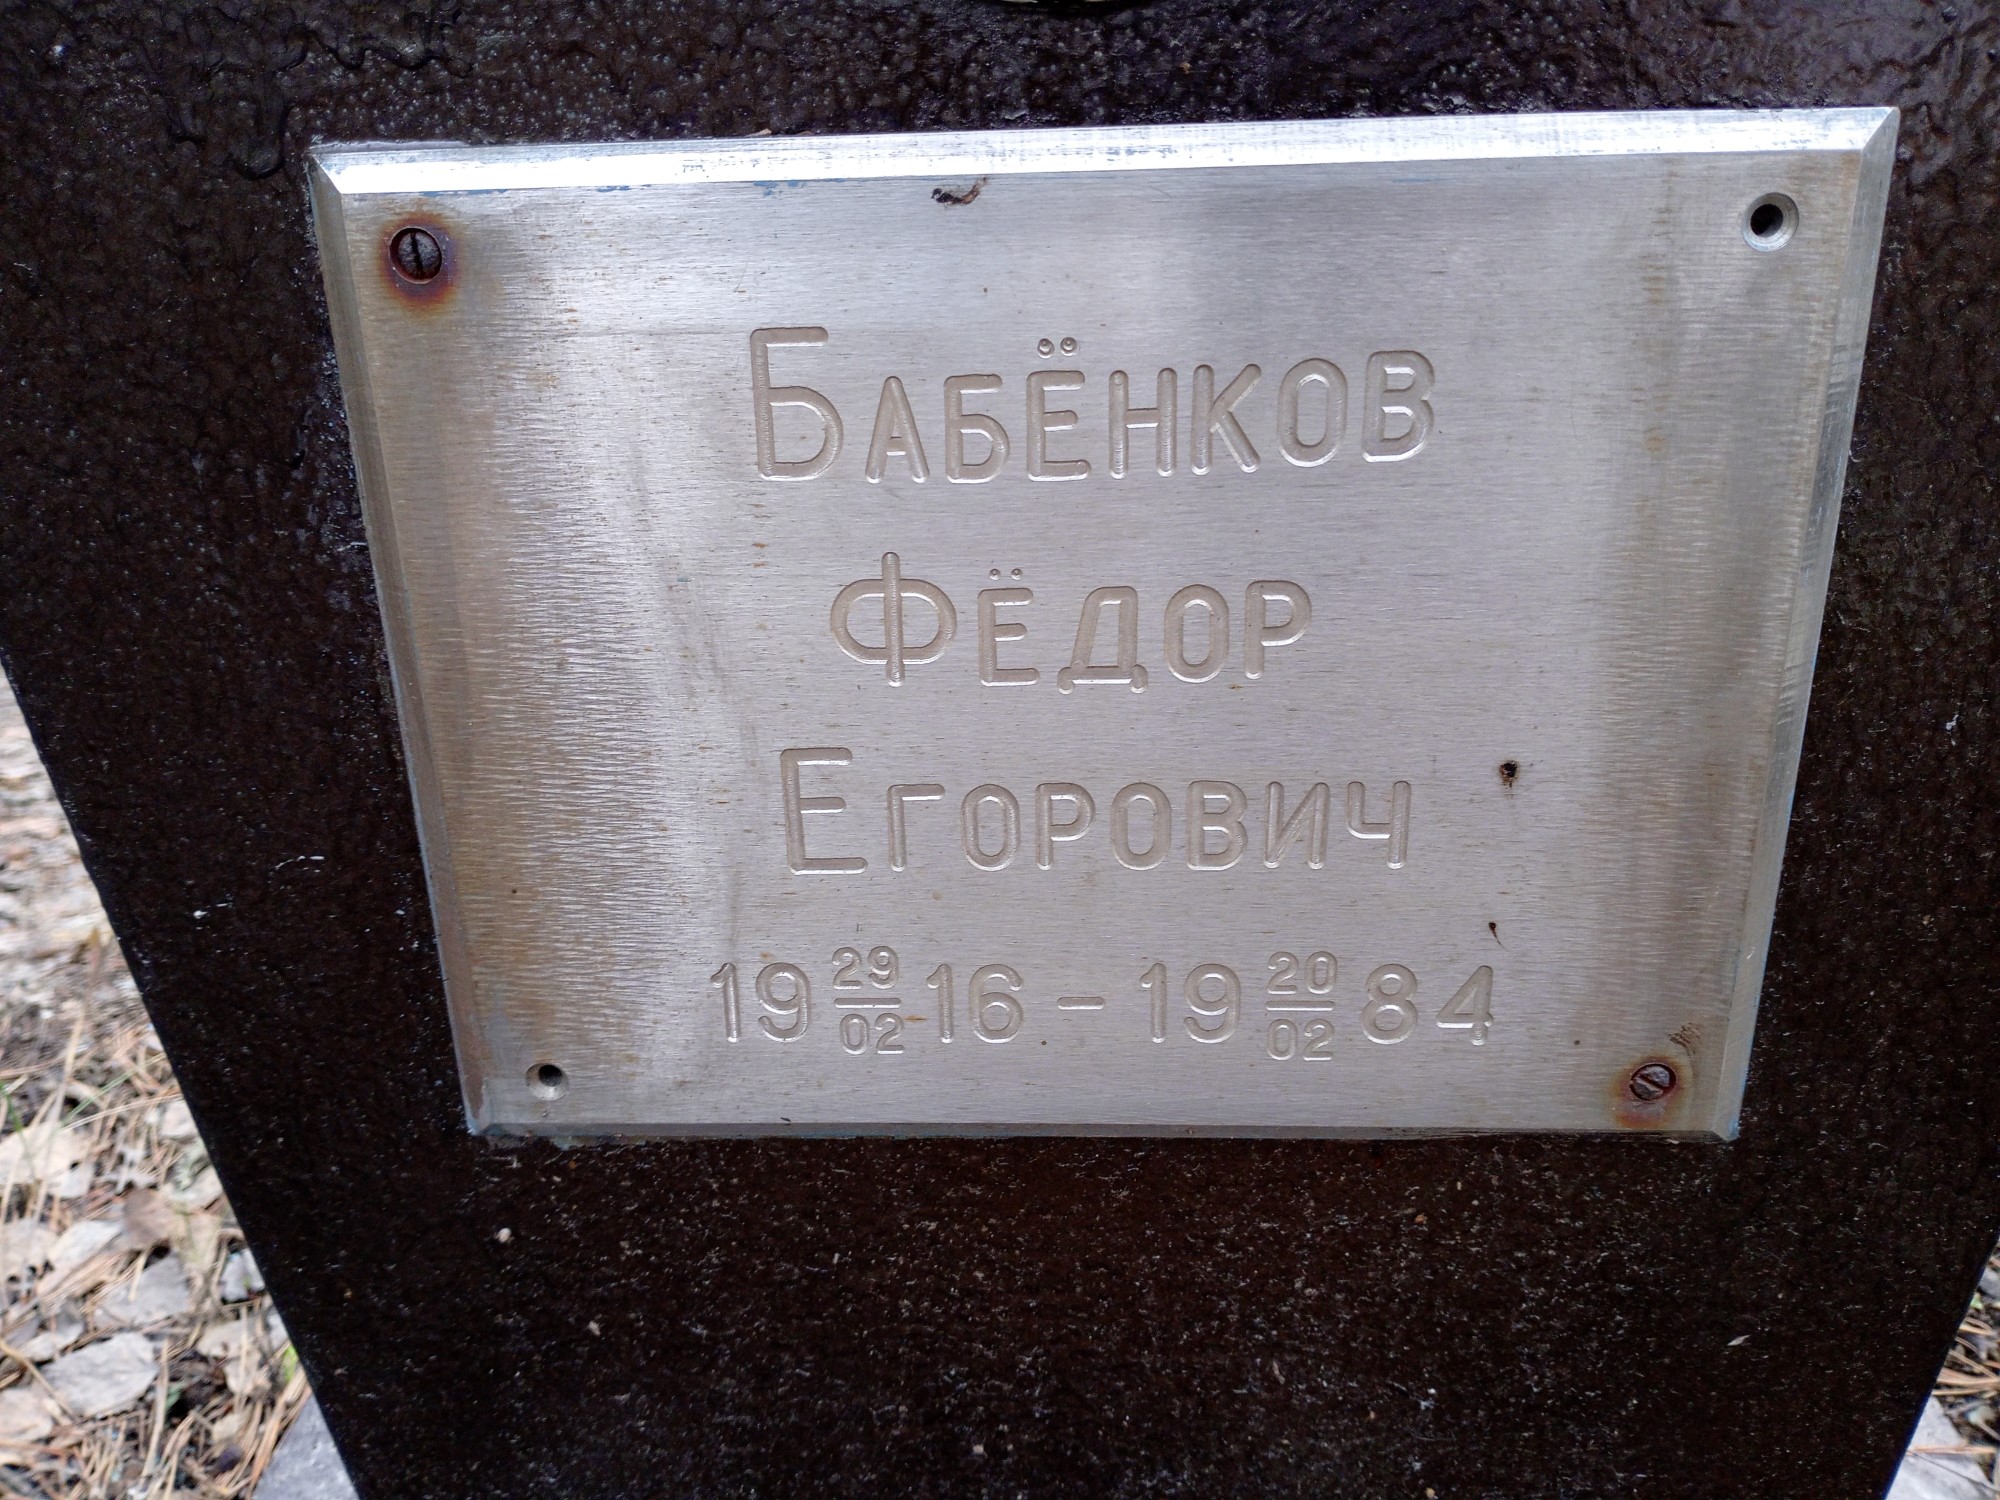 Бабёнков
Фёдор
Егорович
19 29/02 16 - 19 20/02 84